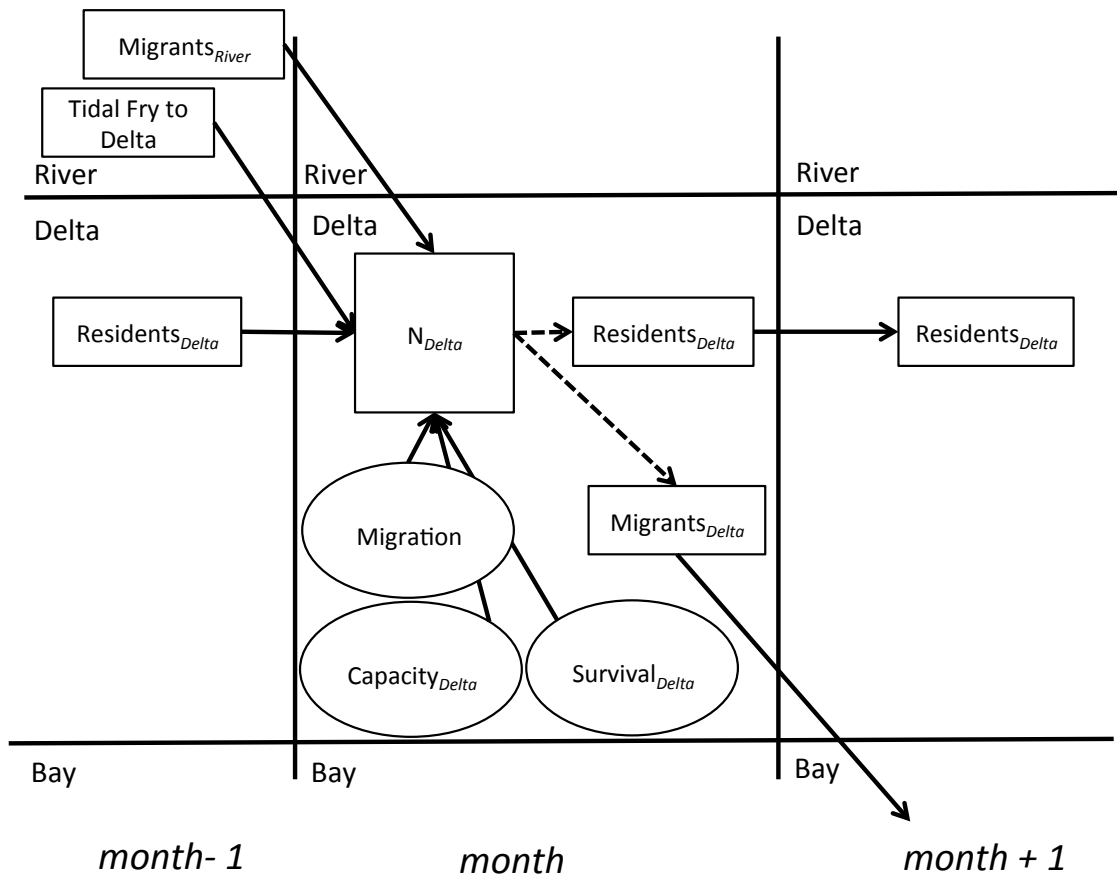 Migrants River
Tidal Fry to
Delta
River
River
River
Delta
Delta
Delta
Residents Delta
N Delta
Residents Delta
Residents Delta
Migration
Migrants Delta
Capacity Delta
Survival Delta
Bay
Bay
Bay
month- 1
month
month + 1